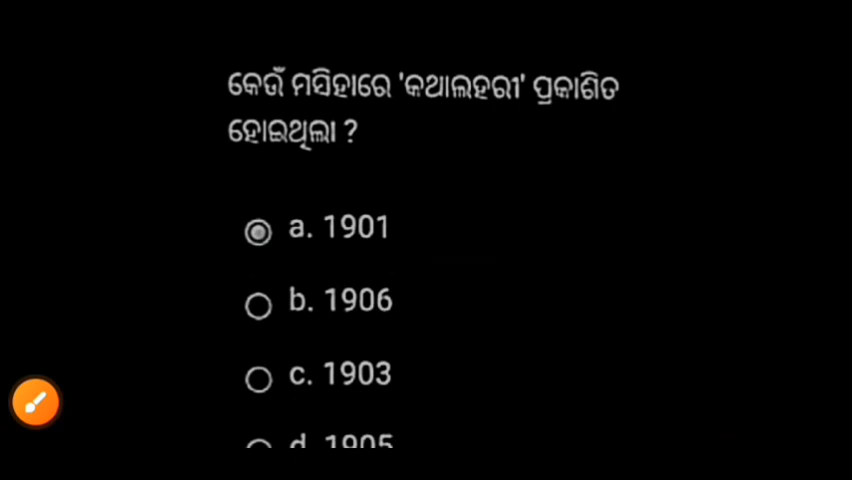 କେଉଁ ମସିହାରେ 'କଥାଲହରୀ' ପ୍ରକାଶିତ
ହୋଇଥିଲା ?
a. 1901
b. 1906
c. 1903
d. 1905